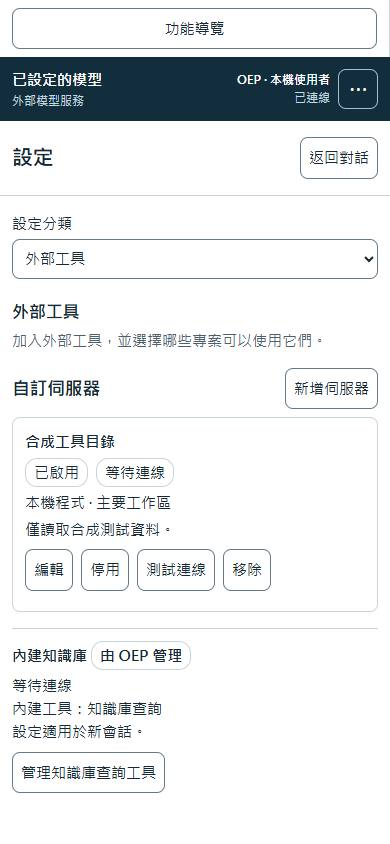 功能導覽
已設定的模型
外部模型服務
OEP · 本機使用者
已連線
···
設定
返回對話
設定分類
外部工具
外部工具
加入外部工具，並選擇哪些專案可以使用它們。
自訂伺服器
新增伺服器
合成工具目錄
已啟用
等待連線
本機程式 · 主要工作區
僅讀取合成測試資料。
編輯
停用
測試連線
移除
內建知識庫
由 OEP 管理
等待連線
內建工具：知識庫查詢
設定適用於新會話。
管理知識庫查詢工具